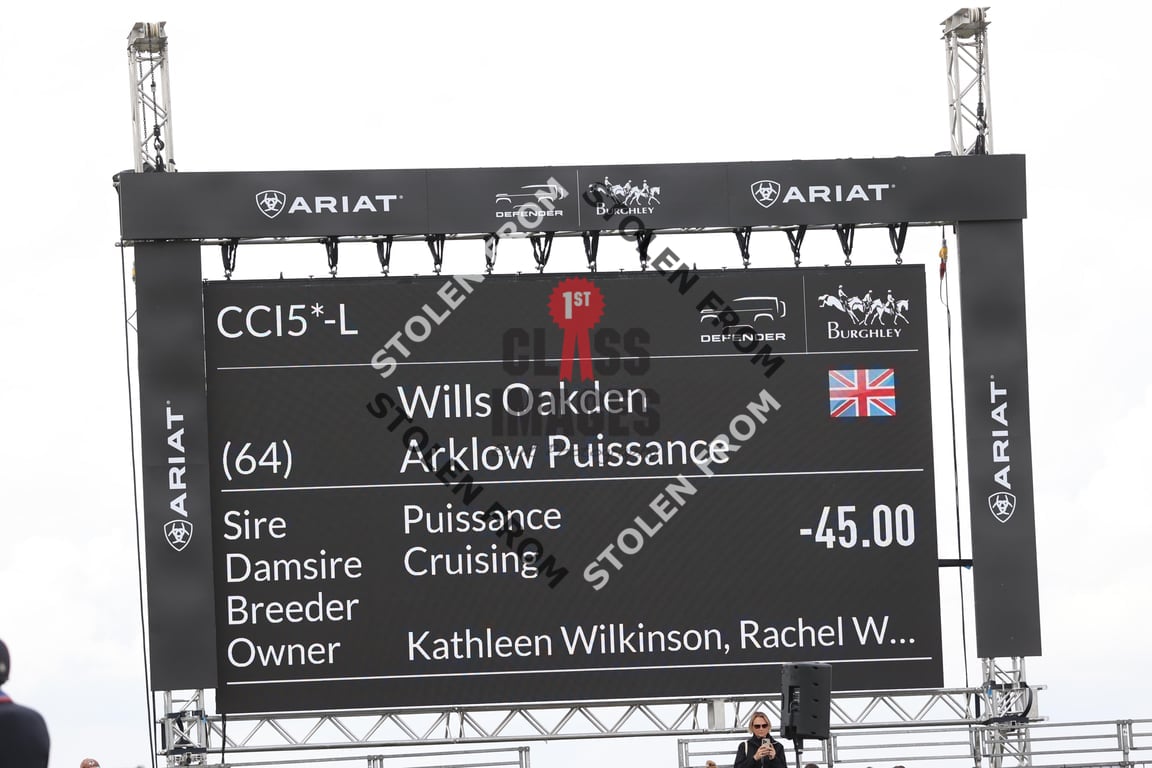 ARIAT DEFENDER BURGHLEY ARIAT
CCI5*-L DEFENDER BURGHLEY
Wills Oakden
(64) Arklow Puissance
Sire Puissance -45.00
Damsire Cruising
Breeder
Owner Kathleen Wilkinson, Rachel W...
ARIAT
ARIAT
1ST
CLASS
IMAGES
STOLEN FROM
STOLEN FROM
STOLEN FROM
STOLEN FROM